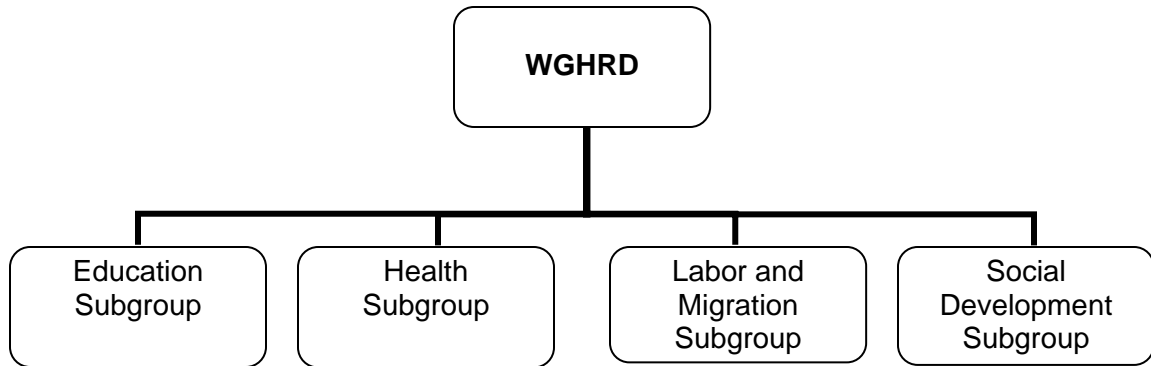 WGHRD
Education
Subgroup
Health
Subgroup
Labor and
Migration
Subgroup
Social
Development
Subgroup